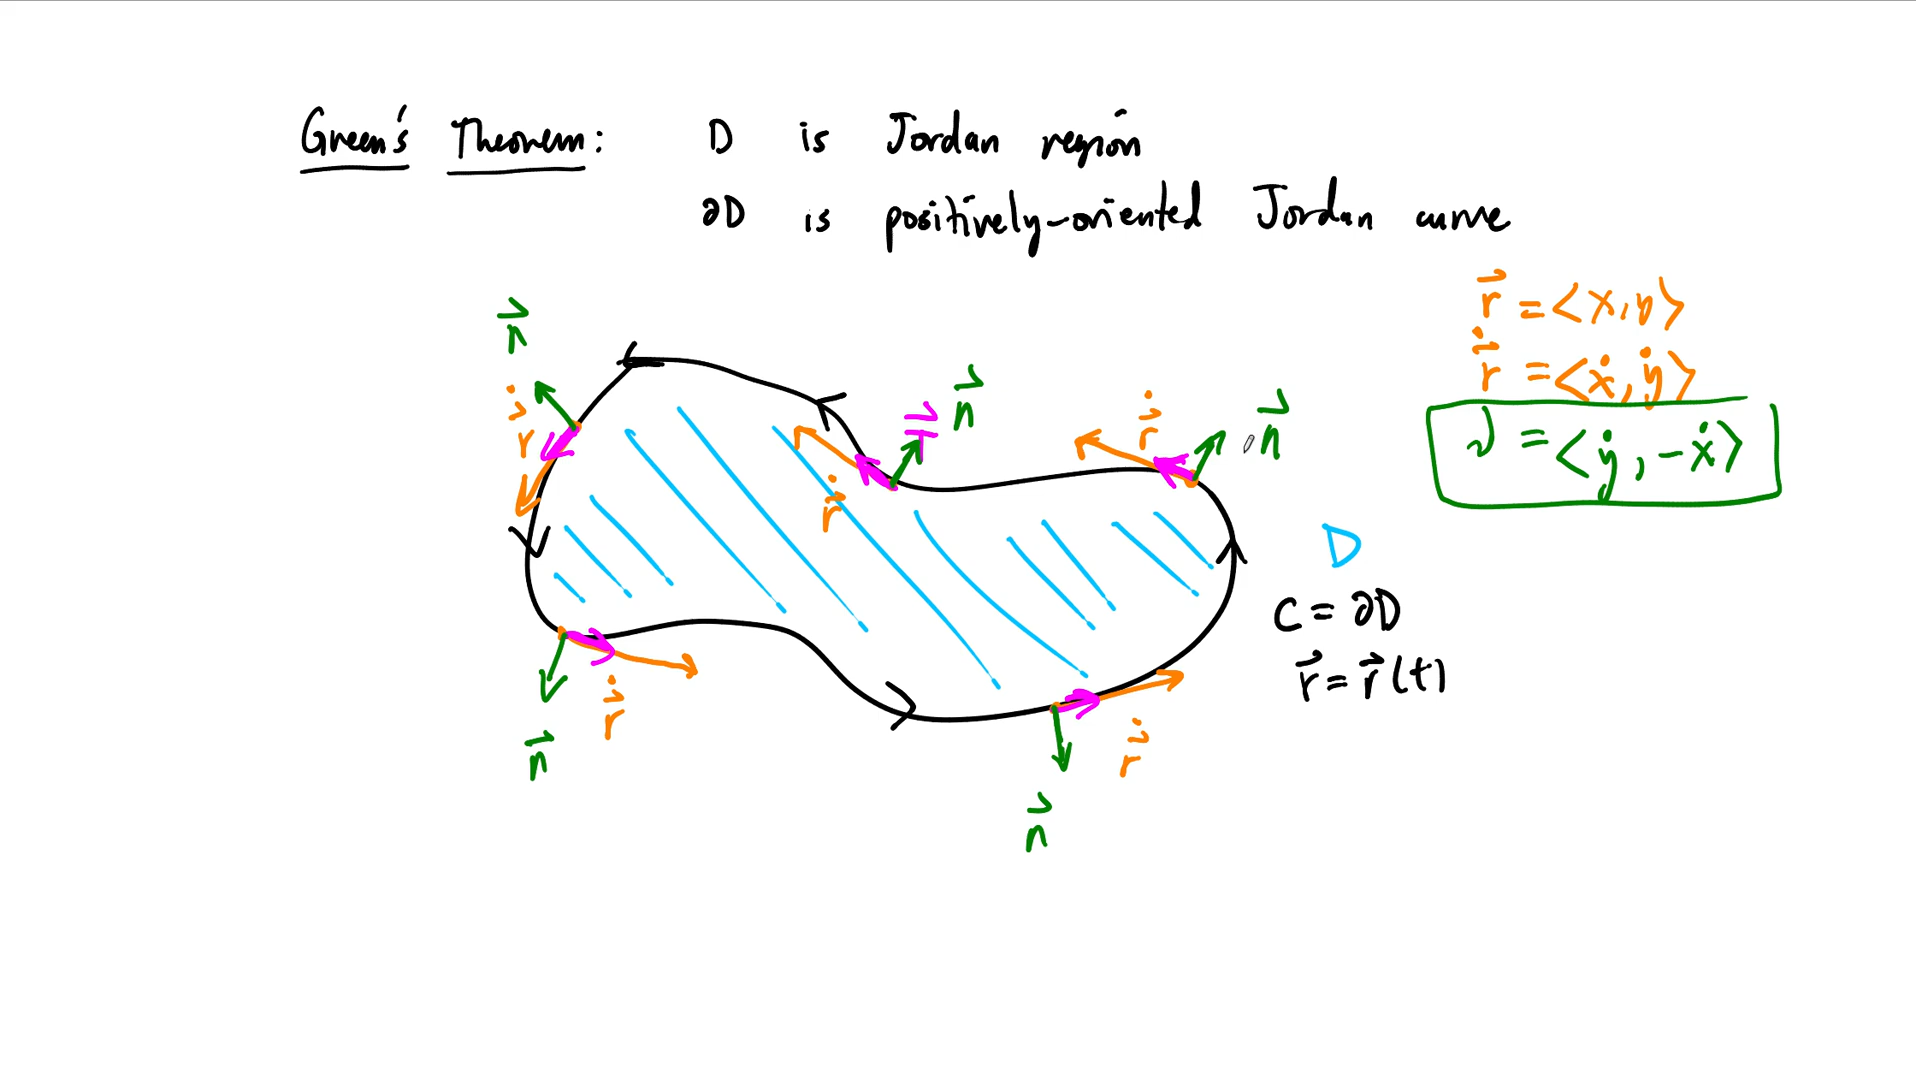 Green's Theorem: D is Jordan region
∂D is positively-oriented Jordan curve
r⃗ = <x, y>
ṙ⃗ = <ẋ, ẏ>
ν = <ẏ, -ẋ>
n⃗
ṙ⃗
T⃗
n⃗
ṙ⃗
n⃗
ṙ⃗
D
C = ∂D
r⃗ = r⃗(t)
ṙ⃗
n⃗
ṙ⃗
n⃗